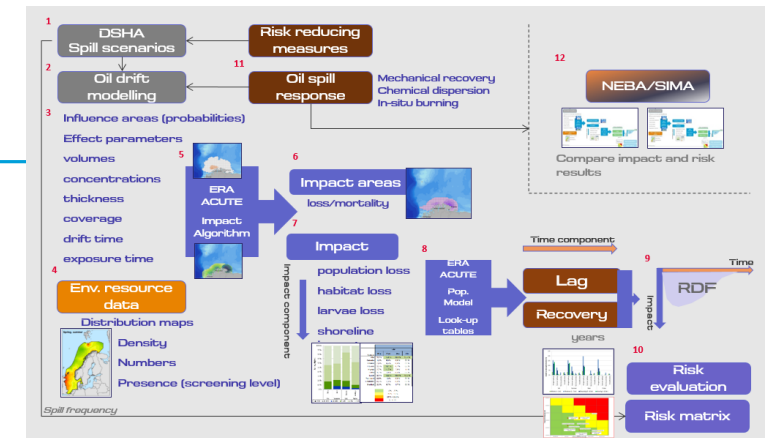 1
DSHA
Spill scenarios
Risk reducing
measures
2
Oil drift
modelling
11
Oil spill
response
Mechanical recovery
Chemical dispersion
In-situ burning
12
NEBA/SIMA
Compare impact and risk
results
3
Influence areas (probabilities)
Effect parameters
volumes
concentrations
thickness
coverage
drift time
exposure time
4
Env. resource
data
Distribution maps
Density
Numbers
Presence (screening level)
Spill frequency
5
ERA
ACUTE
Impact
Algorithm
6
Impact areas
loss/mortality
7
Impact
Impact component
population loss
habitat loss
larvae loss
shoreline
8
ERA
ACUTE
Pop.
Model
Look-up
tables
Time component
Lag
Recovery
years
9
Time
Impact
RDF
10
Risk
evaluation
Risk matrix